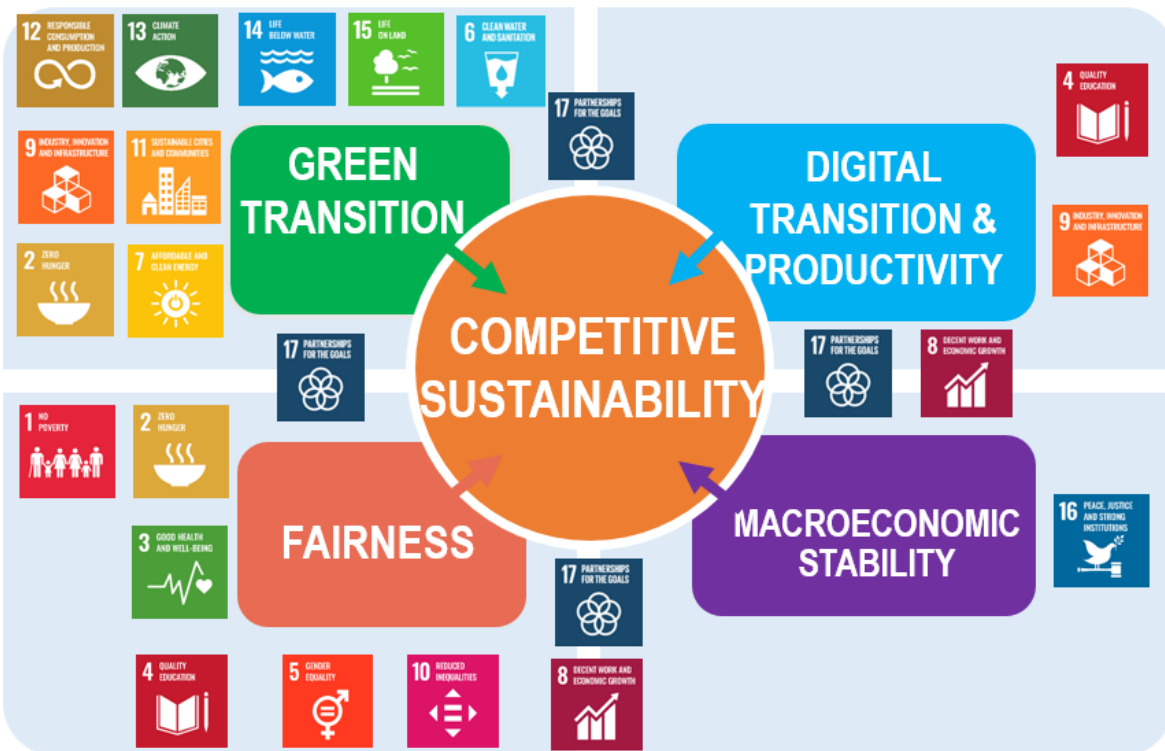 12 RESPONSIBLE
CONSUMPTION
AND PRODUCTION
13 CLIMATE
ACTION
14 LIFE
BELOW WATER
15 LIFE
ON LAND
6 CLEAN WATER
AND SANITATION
17 PARTNERSHIPS
FOR THE GOALS
4 QUALITY
EDUCATION
9 INDUSTRY, INNOVATION
AND INFRASTRUCTURE
11 SUSTAINABLE CITIES
AND COMMUNITIES
GREEN
TRANSITION
DIGITAL
TRANSITION &
PRODUCTIVITY
9 INDUSTRY, INNOVATION
AND INFRASTRUCTURE
2 ZERO
HUNGER
7 AFFORDABLE AND
CLEAN ENERGY
17 PARTNERSHIPS
FOR THE GOALS
COMPETITIVE
SUSTAINABILITY
17 PARTNERSHIPS
FOR THE GOALS
8 DECENT WORK AND
ECONOMIC GROWTH
1 NO
POVERTY
2 ZERO
HUNGER
3 GOOD HEALTH
AND WELL-BEING
FAIRNESS
MACROECONOMIC
STABILITY
16 PEACE, JUSTICE
AND STRONG
INSTITUTIONS
17 PARTNERSHIPS
FOR THE GOALS
4 QUALITY
EDUCATION
5 GENDER
EQUALITY
10 REDUCED
INEQUALITIES
8 DECENT WORK AND
ECONOMIC GROWTH